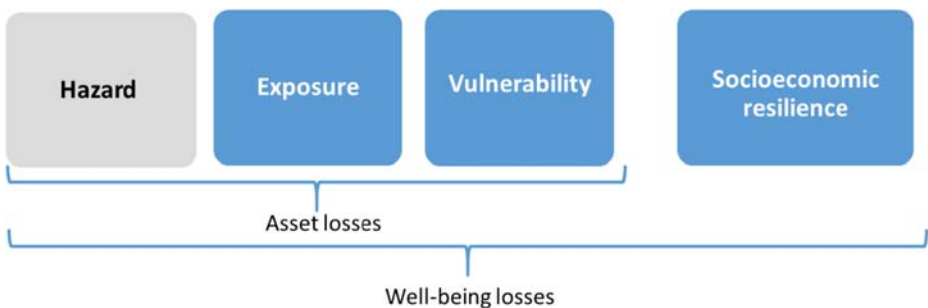 Hazard
Exposure
Vulnerability
Socioeconomic
resilience
Asset losses
Well-being losses